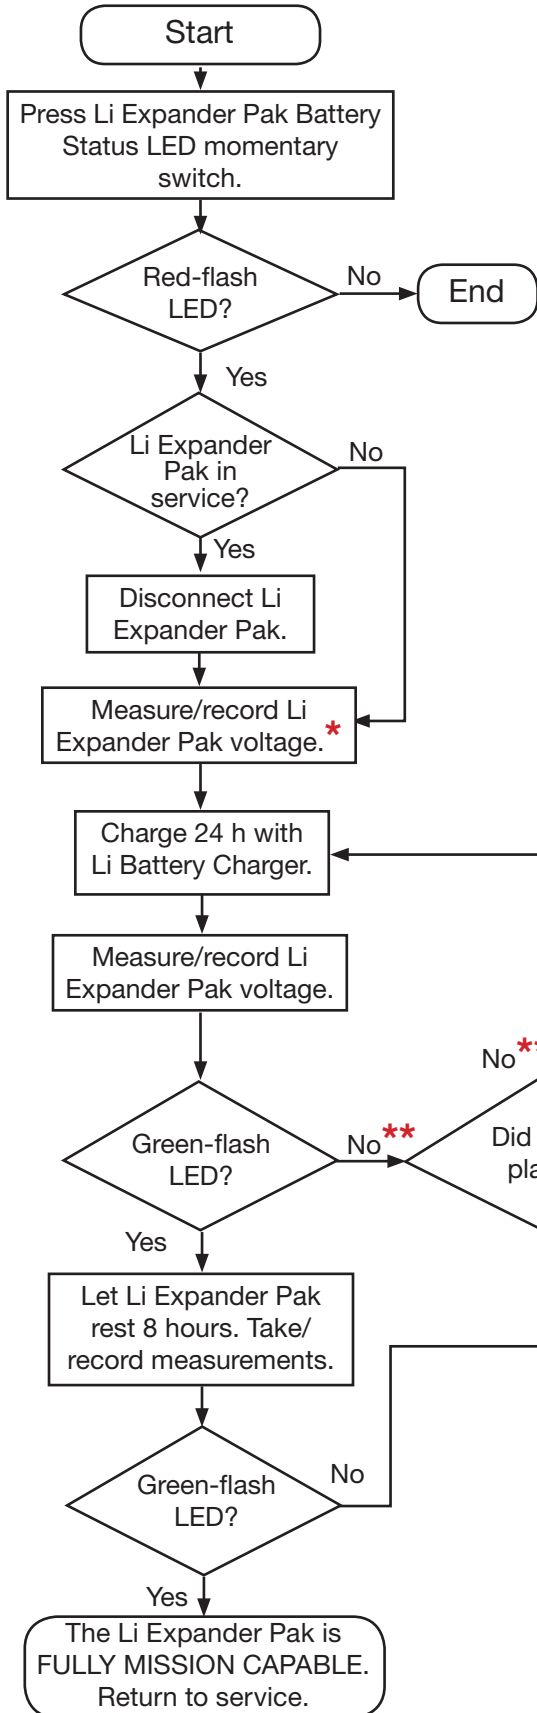 Start
Press Li Expander Pak Battery
Status LED momentary
switch.
Red-flash
LED?
No
End
Yes
Li Expander
Pak in
service?
No
Yes
Disconnect Li
Expander Pak.
Measure/record Li
Expander Pak voltage.*
Charge 24 h with
Li Battery Charger.
Measure/record Li
Expander Pak voltage.
Green-flash
LED?
No**
No**
Did
Yes
Let Li Expander Pak
rest 8 hours. Take/
record measurements.
Green-flash
LED?
No
Yes
The Li Expander Pak is
FULLY MISSION CAPABLE.
Return to service.